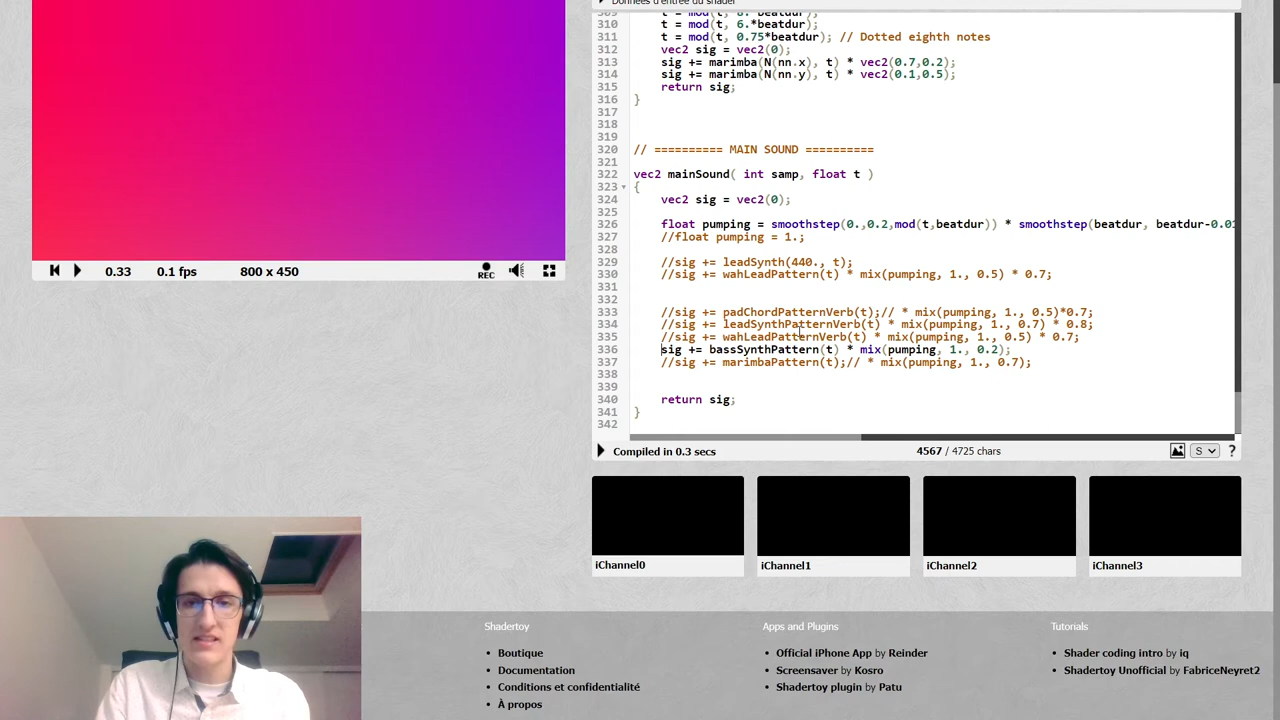 Données d'entrée du shader
309 t = mod(t, 8.*beatdur);
310 t = mod(t, 6.*beatdur);
311 t = mod(t, 0.75*beatdur); // Dotted eighth notes
312 vec2 sig = vec2(0);
313 sig += marimba(N(nn.x), t) * vec2(0.7,0.2);
314 sig += marimba(N(nn.y), t) * vec2(0.1,0.5);
315 return sig;
316 }
317
318
319
320 // ========== MAIN SOUND ==========
321
322 vec2 mainSound( int samp, float t )
323 {
324 vec2 sig = vec2(0);
325
326 float pumping = smoothstep(0.,0.2,mod(t,beatdur)) * smoothstep(beatdur, beatdur-0.01
327 //float pumping = 1.;
328
329 //sig += leadSynth(440., t);
330 //sig += wahLeadPattern(t) * mix(pumping, 1., 0.5) * 0.7;
331
332
333 //sig += padChordPatternVerb(t);// * mix(pumping, 1., 0.5)*0.7;
334 //sig += leadSynthPatternVerb(t) * mix(pumping, 1., 0.7) * 0.8;
335 //sig += wahLeadPatternVerb(t) * mix(pumping, 1., 0.5) * 0.7;
336 sig += bassSynthPattern(t) * mix(pumping, 1., 0.2);
337 //sig += marimbaPattern(t);// * mix(pumping, 1., 0.7);
338
339
340 return sig;
341 }
342
0.33 0.1 fps 800 x 450 REC
Compiled in 0.3 secs 4567 / 4725 chars S ?
iChannel0 iChannel1 iChannel2 iChannel3
Shadertoy
Boutique
Documentation
Conditions et confidentialité
À propos
Apps and Plugins
Official iPhone App by Reinder
Screensaver by Kosro
Shadertoy plugin by Patu
Tutorials
Shader coding intro by iq
Shadertoy Unofficial by FabriceNeyret2